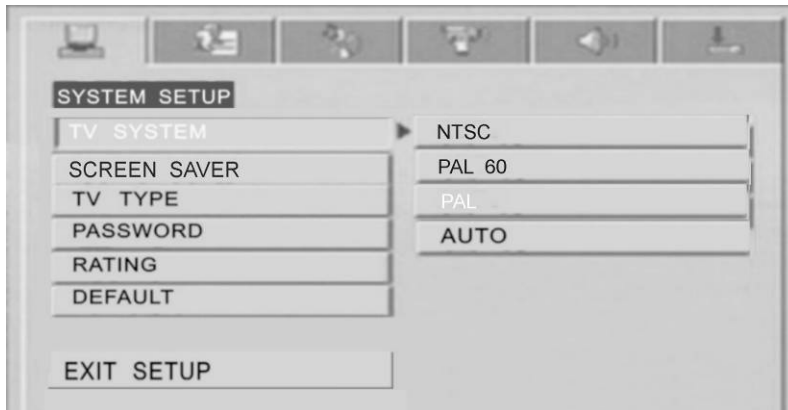 SYSTEM SETUP
TV SYSTEM
SCREEN SAVER
TV TYPE
PASSWORD
RATING
DEFAULT
EXIT SETUP
NTSC
PAL 60
PAL
AUTO